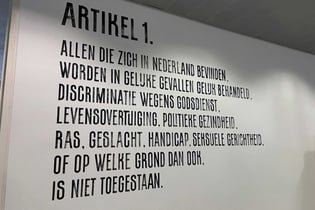 ARTIKEL 1.
ALLEN DIE ZICH IN NEDERLAND BEVINDEN,
WORDEN IN GELIJKE GEVALLEN GELIJK BEHANDELD.
DISCRIMINATIE WEGENS GODSDIENST,
LEVENSOVERTUIGING, POLITIEKE GEZINDHEID,
RAS, GESLACHT, HANDICAP, SEKSUELE GERICHTHEID,
OF OP WELKE GROND DAN OOK,
IS NIET TOEGESTAAN.